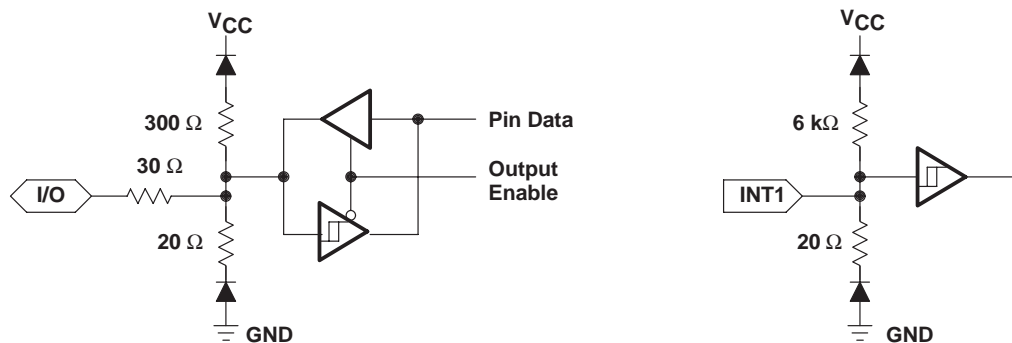 VCC
300 Ω
30 Ω
I/O
20 Ω
GND
Pin Data
Output
Enable
VCC
6 kΩ
INT1
20 Ω
GND